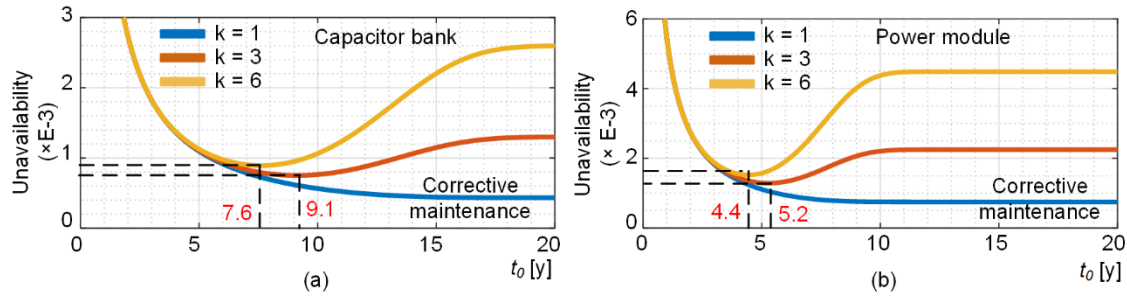 Unavailability
(×E-3)
3
2
1
0
k = 1
k = 3
k = 6
Capacitor bank
Corrective
maintenance
7.6
9.1
0
5
10
15
20
t0 [y]
(a)
Unavailability
(× E-3)
6
4
2
0
k = 1
k = 3
k = 6
Power module
Corrective
maintenance
4.4
5.2
0
5
10
15
20
t0 [y]
(b)